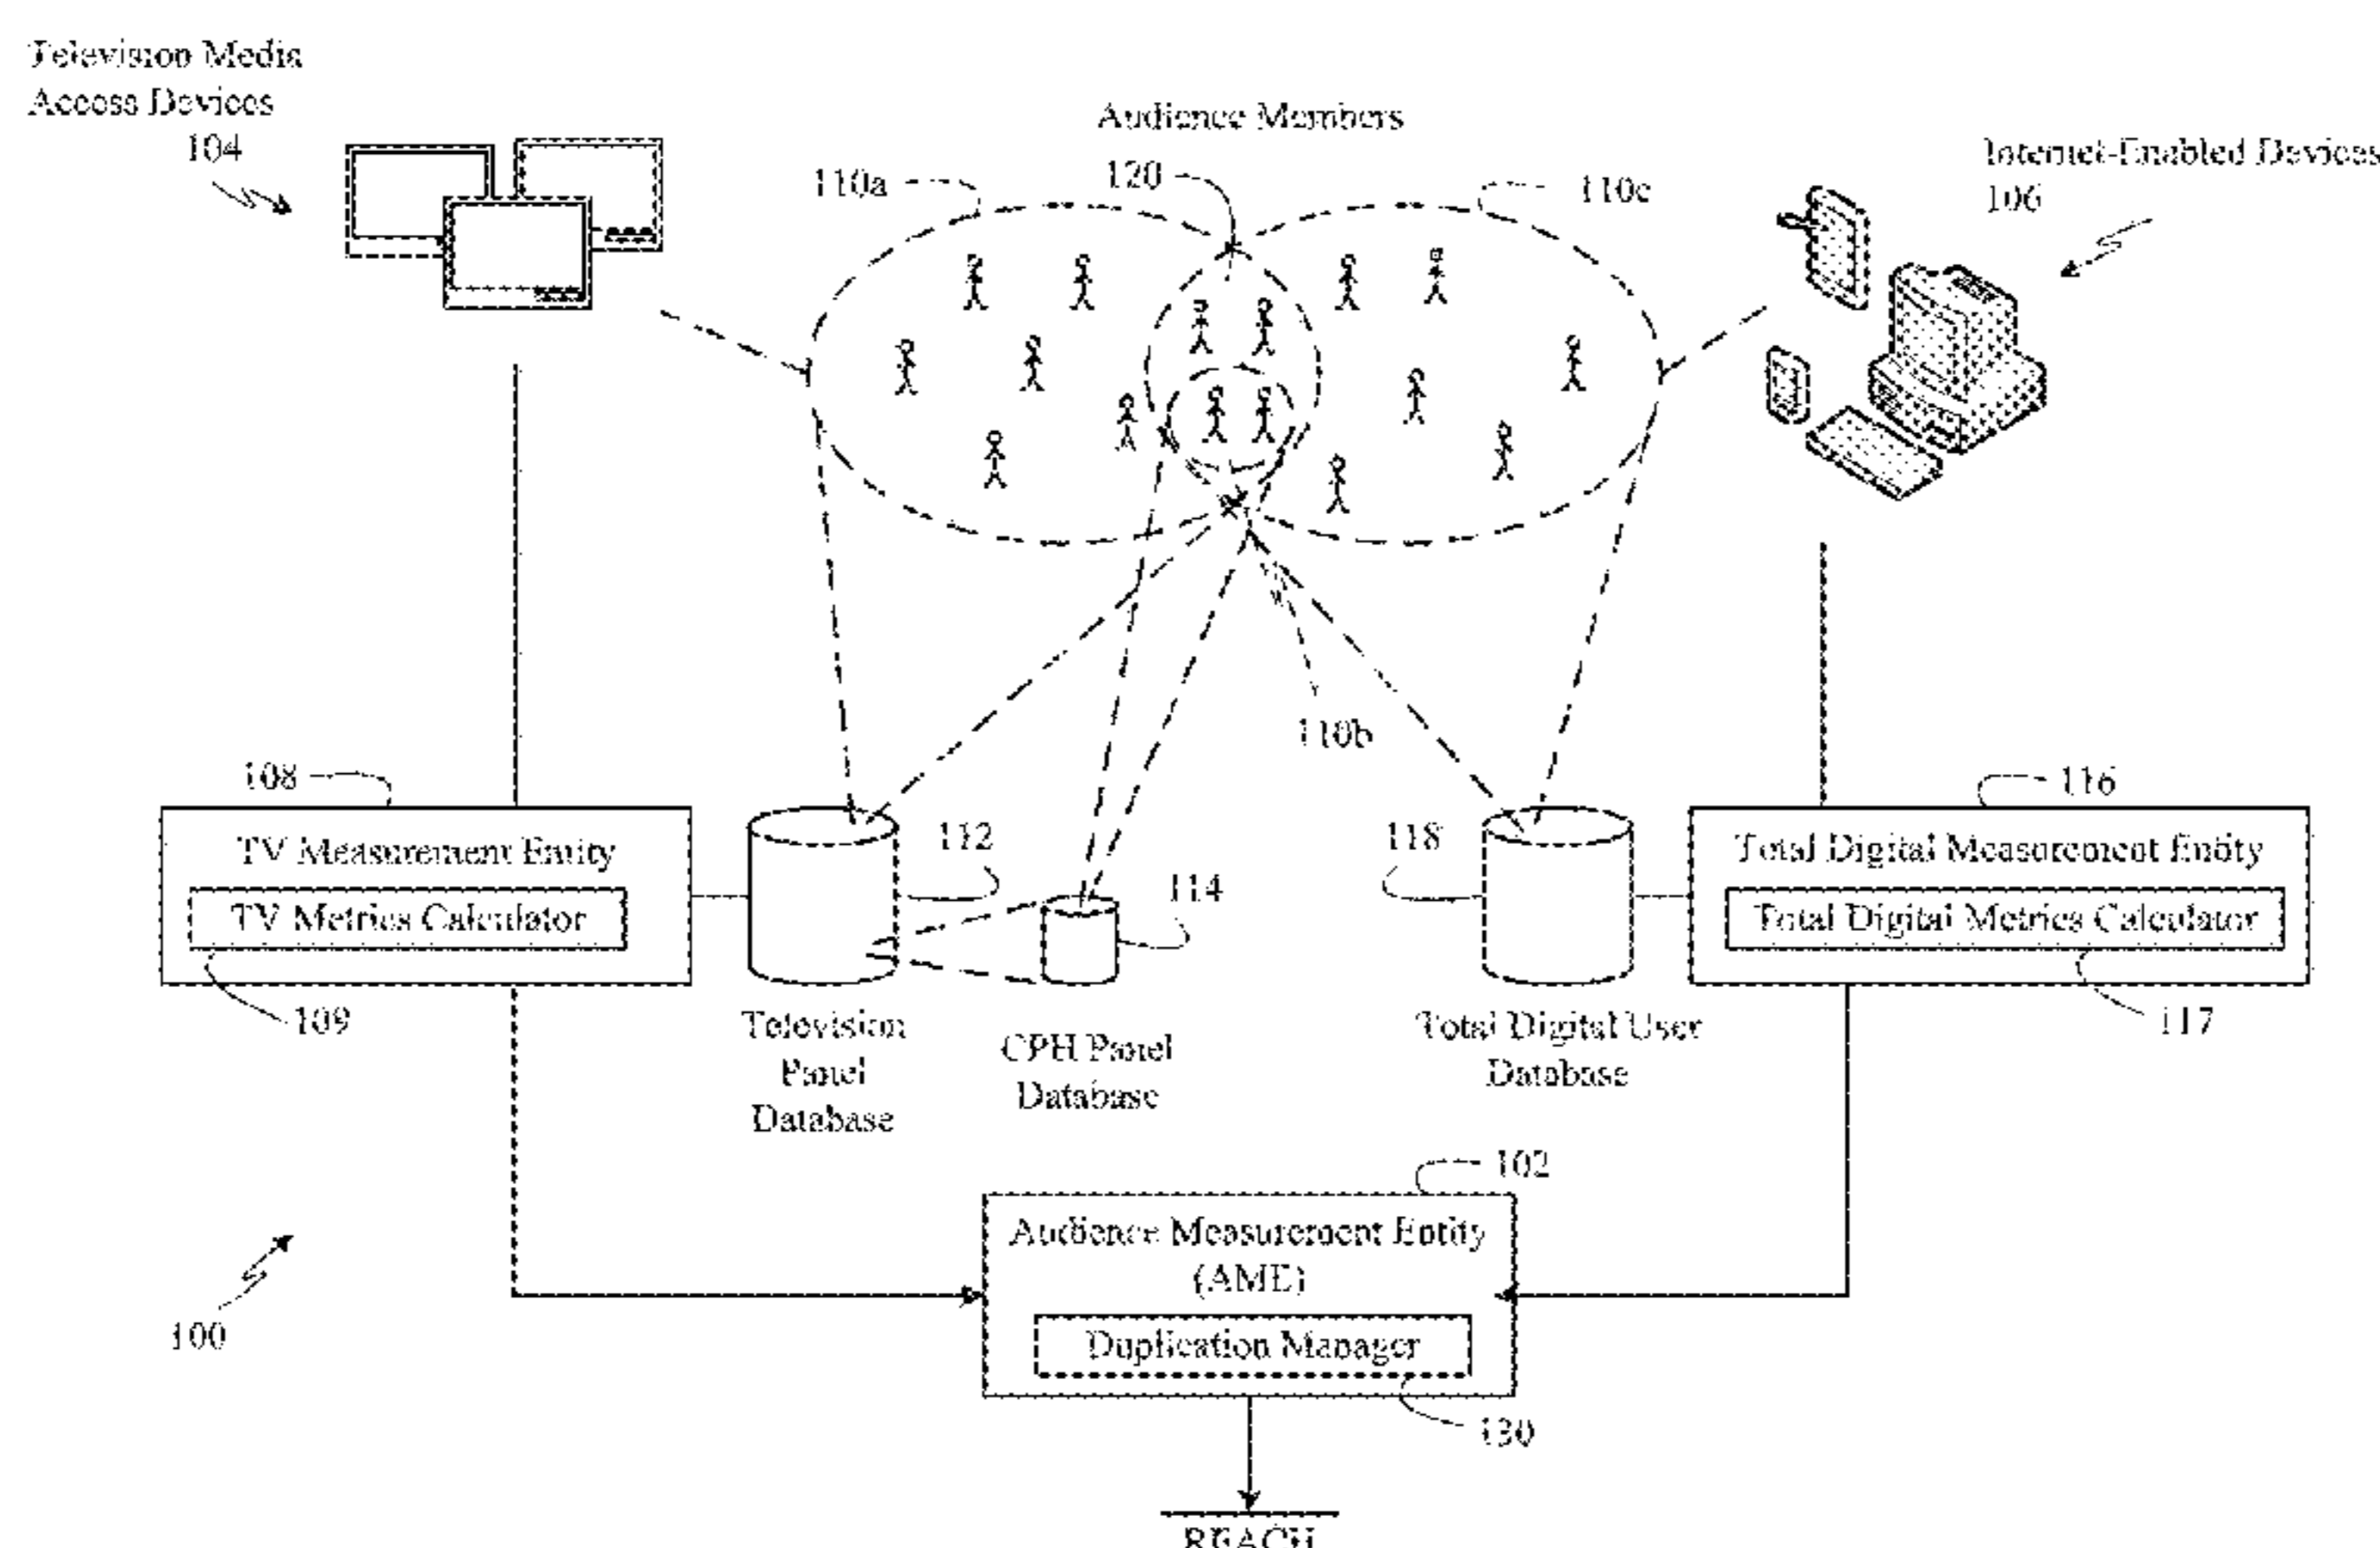 Television Media
Access Devices
104
Audience Members
110a
120
110c
Internet-Enabled Devices
106
110b
108
TV Measurement Entity
TV Metrics Calculator
109
112
114
118
116
Total Digital Measurement Entity
Total Digital Metrics Calculator
117
Television
Panel
Database
CPH Panel
Database
Total Digital User
Database
102
Audience Measurement Entity
(AME)
Duplication Manager
130
100
REACH